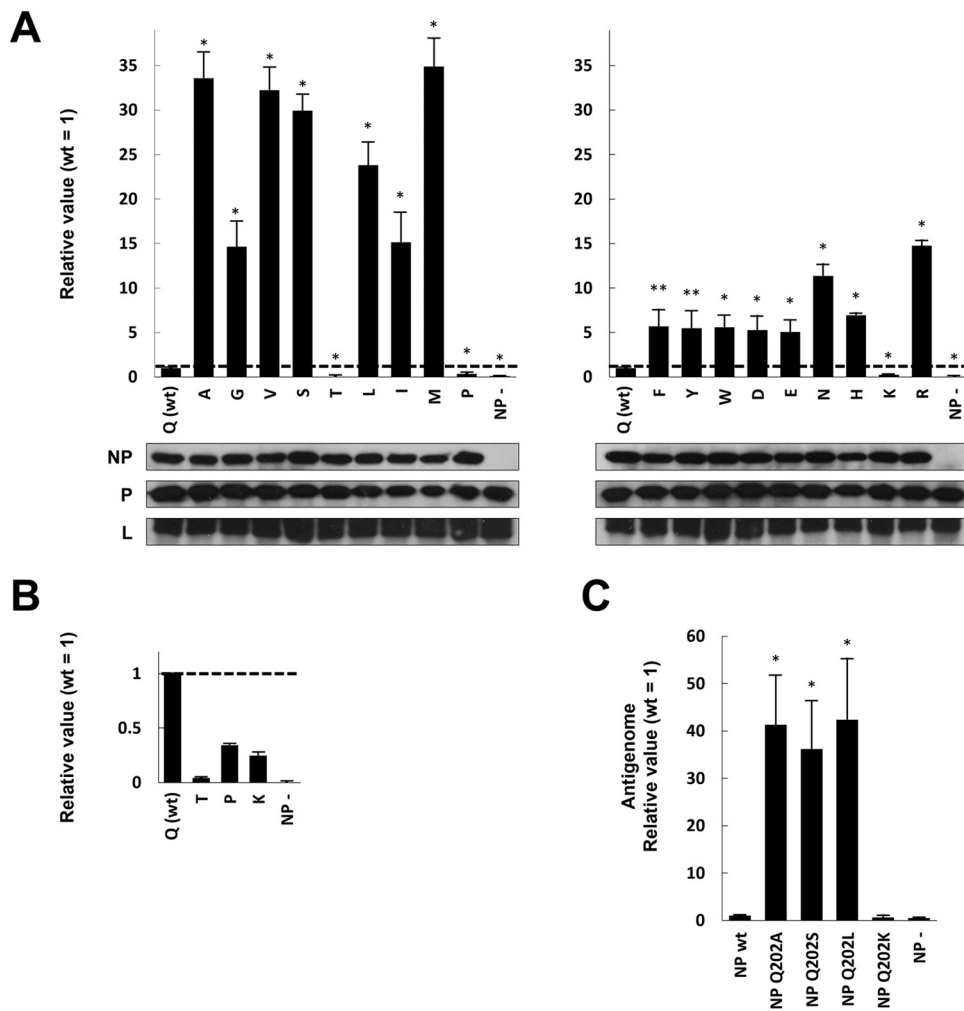 A
Relative value (wt = 1)
35
30
25
20
15
10
5
0
* * * * * * * * * *
Q (wt) A G V S T L I M P NP -
35
30
25
20
15
10
5
0
** ** * * * * * * * *
Q (wt) F Y W D E N H K R NP -
NP
P
L
B
Relative value (wt = 1)
1
0.5
0
Q (wt) T P K NP -
C
Antigenome
Relative value (wt = 1)
60
50
40
30
20
10
0
* * *
NP wt NP Q202A NP Q202S NP Q202L NP Q202K NP -